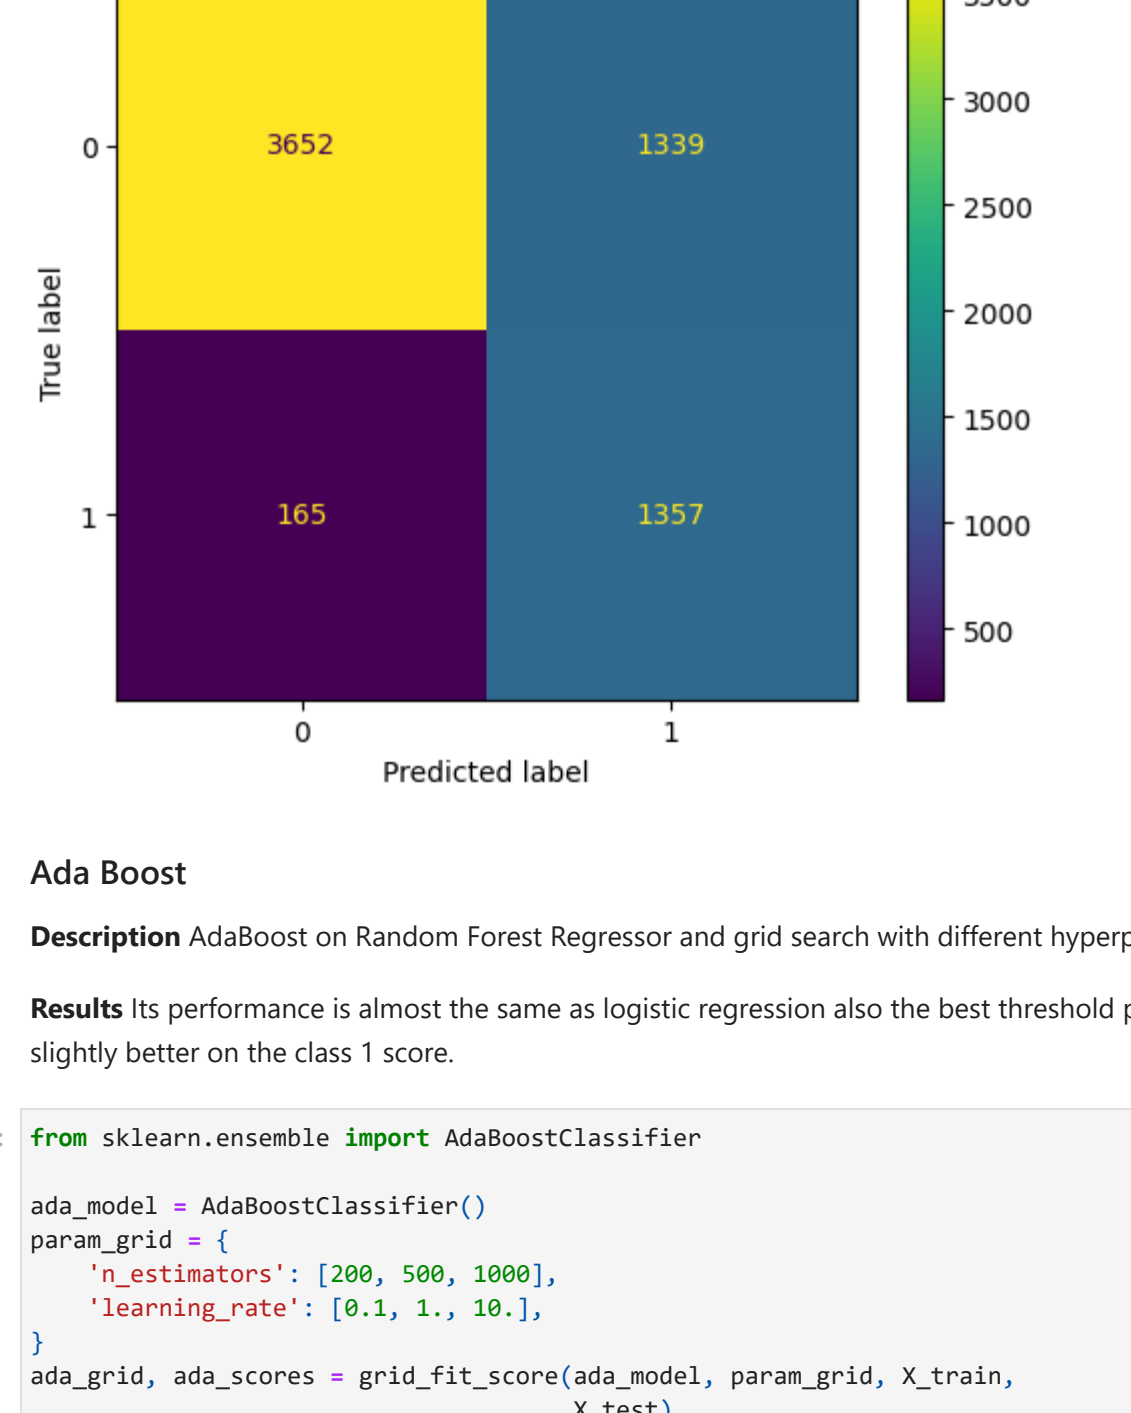 3500
3000
0
3652
1339
2500
True label
2000
1500
1
165
1357
1000
500
0
1
Predicted label
Ada Boost
Description AdaBoost on Random Forest Regressor and grid search with different
Results Its performance is almost the same as logistic regression also the best threshold
slightly better on the class 1 score.
from sklearn.ensemble import AdaBoostClassifier
ada_model = AdaBoostClassifier()
param_grid = {
    'n_estimators': [200, 500, 1000],
    'learning_rate': [0.1, 1., 10.],
}
ada_grid, ada_scores = grid_fit_score(ada_model, param_grid, X_train,
X_test)